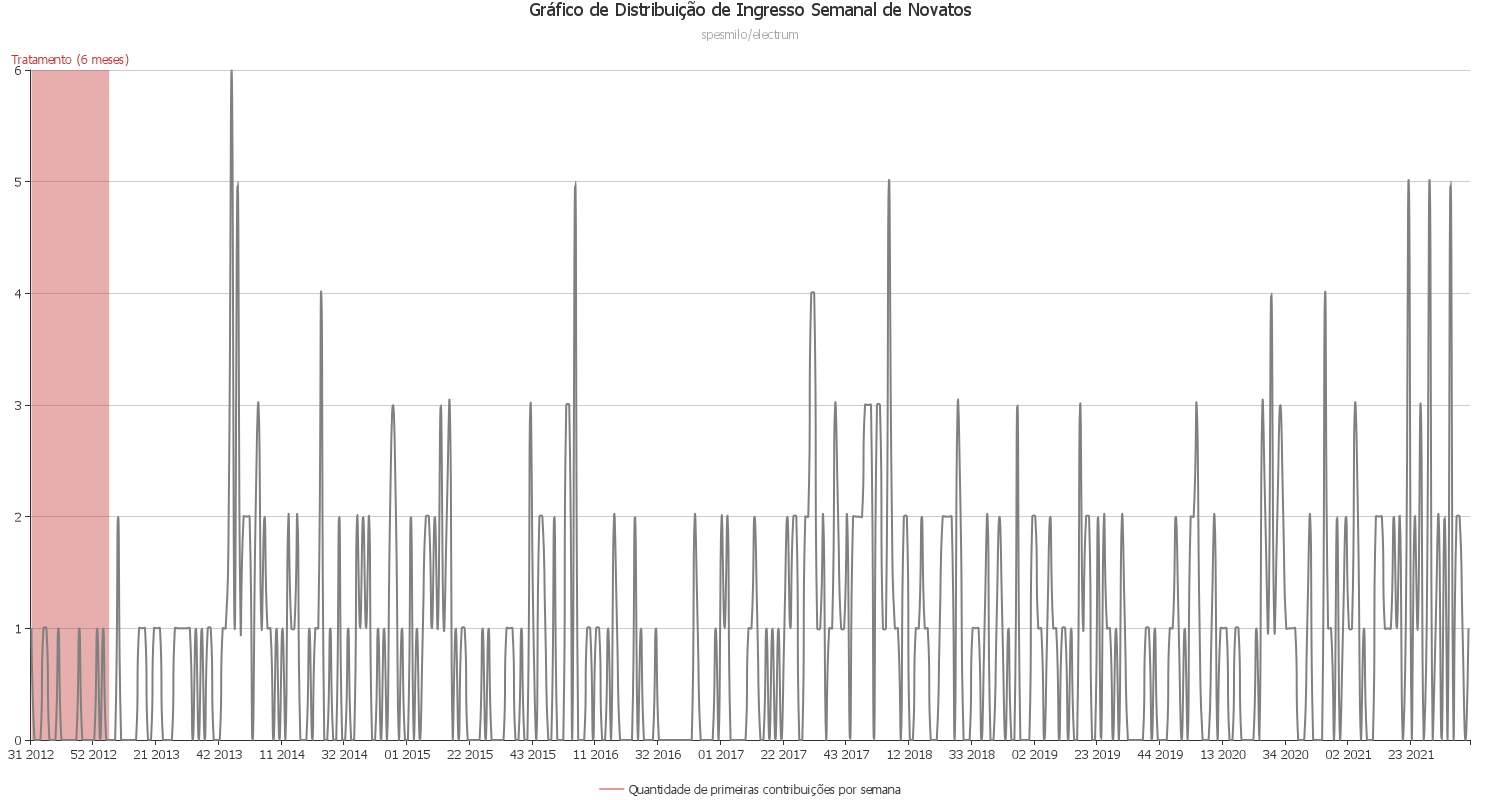 Gráfico de Distribuição de Ingresso Semanal de Novatos
spesmilo/electrum
Tratamento (6 meses)
6
5
4
3
2
1
0
31 2012 52 2012 21 2013 42 2013 11 2014 32 2014 01 2015 22 2015 43 2015 11 2016 32 2016 01 2017 22 2017 43 2017 12 2018 33 2018 02 2019 23 2019 44 2019 13 2020 34 2020 02 2021 23 2021
Quantidade de primeiras contribuições por semana